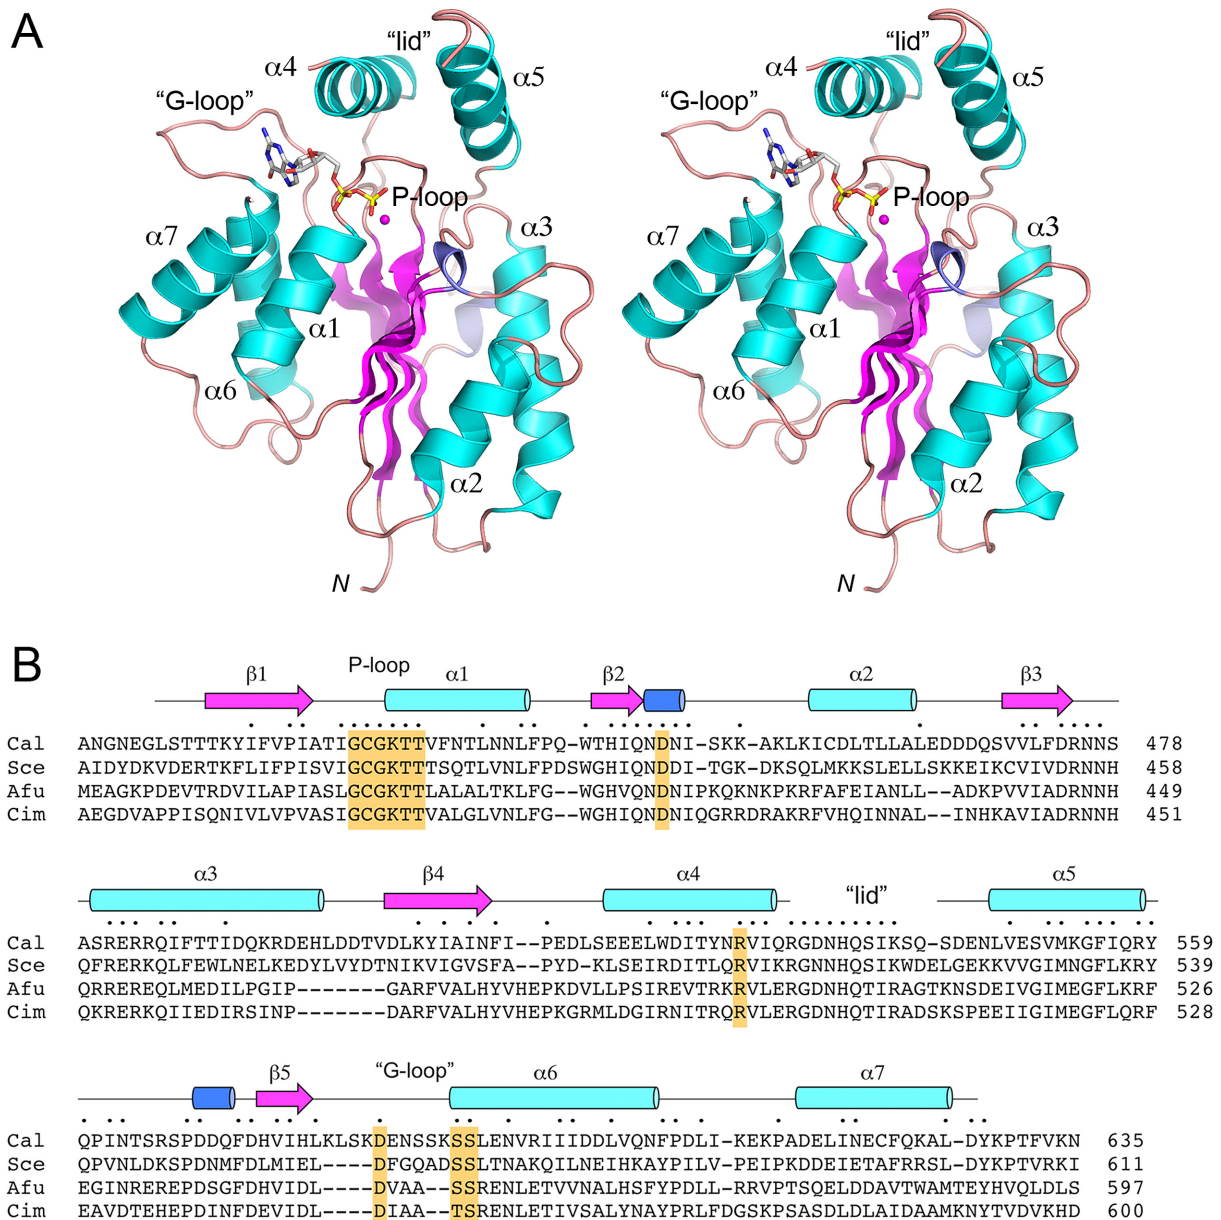 A
"lid"
α4
α5
"G-loop"
P-loop
α3
α7
α1
α6
α2
N
"lid"
α4
α5
"G-loop"
P-loop
α3
α7
α1
α6
α2
N
B
β1 P-loop α1 β2 α2 β3
Cal ANGNEGLSTTTKYIFVPIATIGCGKTTVFNTLNNLFPQ-WTHIQNDNI-SKK-AKLKICDLTLLALEDDDQSVVLFDRNNS 478
Sce AIDYDKVDERTKFLIFPISVIGCGKTTTSQTLVNLFPDSWGHIQNDDI-TGK-DKSQLMKKSLELLSKKEIKCVIVDRNNH 458
Afu MEAGKPDEVTRDVILAPIASLGCGKTTLALALTKLFG--WGHVQNDNIPKQKNKPKRFAFEIANLL--ADKPVVIADRNNH 449
Cim AEGDVAPPISQNIVLVPVASIGCGKTTVALGLVNLFG--WGHIQNDNIQGRRDRAKRFVHQINNAL--INHKAVIADRNNH 451
α3 β4 α4 "lid" α5
Cal ASRERRQIFTTIDQKRDEHLDDTVDLKYIAINFI--PEDLSEEELWDITYNRVIQRGDNHQSIKSQ-SDENLVESVMKGFIQRY 559
Sce QFRERKQLFEWLNELKEDYLVYDTNIKVIGVSFA--PYD-KLSEIRDITLQRVIKRGNNHQTIKWDELGEKKVVGIMNGFLKRY 539
Afu QRREREQLMEDILPGIP-------GARFVALHYVHEPKDVLLPSIREVTRKRVLERGDNHQTIRAGTKNSDEIVGIMEGFLKRF 526
Cim QKRERKQIIEDIRSINP-------DARFVALHYVHEPKGRMLDGIRNITRQRVLERGDNHQTIRADSKSPEEIIGIMEGFLQRF 528
β5 "G-loop" α6 α7
Cal QPINTSRSPDDQFDHVIHLKLSKDENSSKSSLENVRIIIDDLVQNFPDLI-KEKPADELINECFQKAL-DYKPTFVKN 635
Sce QPVNLDKSPDNMFDLMIEL----DFGQADSSLTNAKQILNEIHKAYPILV-PEIPKDDEIETAFRRSL-DYKPTVRKI 611
Afu EGINREREPDSGFDHVIDL----DVAA--SSRENLETVVNALHSFYPDLL-RRVPTSQELDDAVTWAMTEYHVQLDLS 597
Cim EAVDTEHEPDINFDEVIDL----DIAA--TSRENLETIVSALYNAYPRLFDGSKPSASDLDLAIDAAMKNYTVDVKHD 600